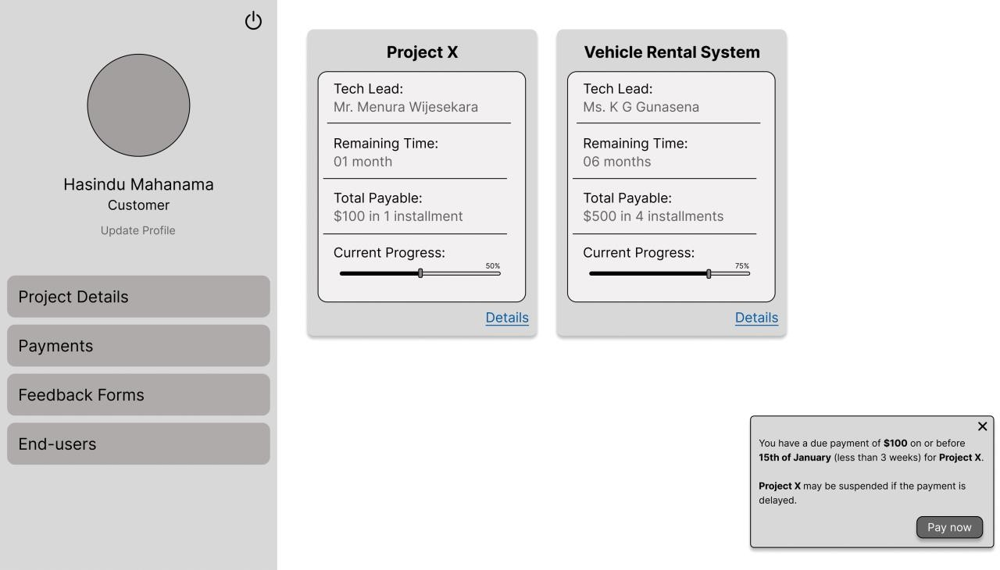 Hasindu Mahanama
Customer
Update Profile
Project Details
Payments
Feedback Forms
End-users
Project X
Tech Lead:
Mr. Menura Wijesekara
Remaining Time:
01 month
Total Payable:
$100 in 1 installment
Current Progress:
50%
Details
Vehicle Rental System
Tech Lead:
Ms. K G Gunasena
Remaining Time:
06 months
Total Payable:
$500 in 4 installments
Current Progress:
75%
Details
You have a due payment of $100 on or before
15th of January (less than 3 weeks) for Project X.
Project X may be suspended if the payment is
delayed.
Pay now